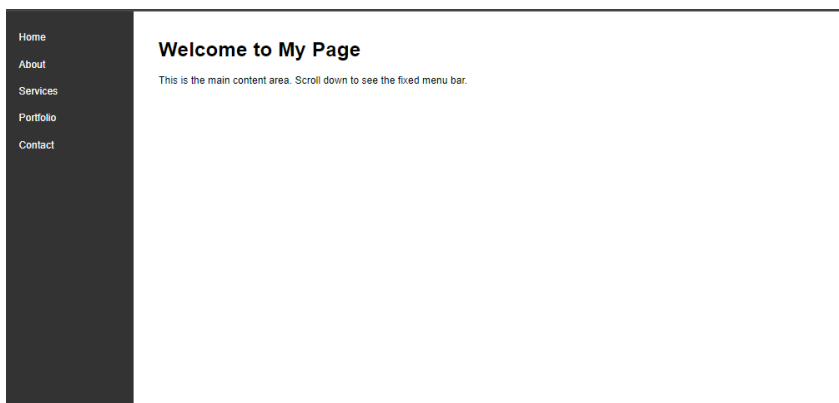 Home
About
Services
Portfolio
Contact
Welcome to My Page
This is the main content area. Scroll down to see the fixed menu bar.